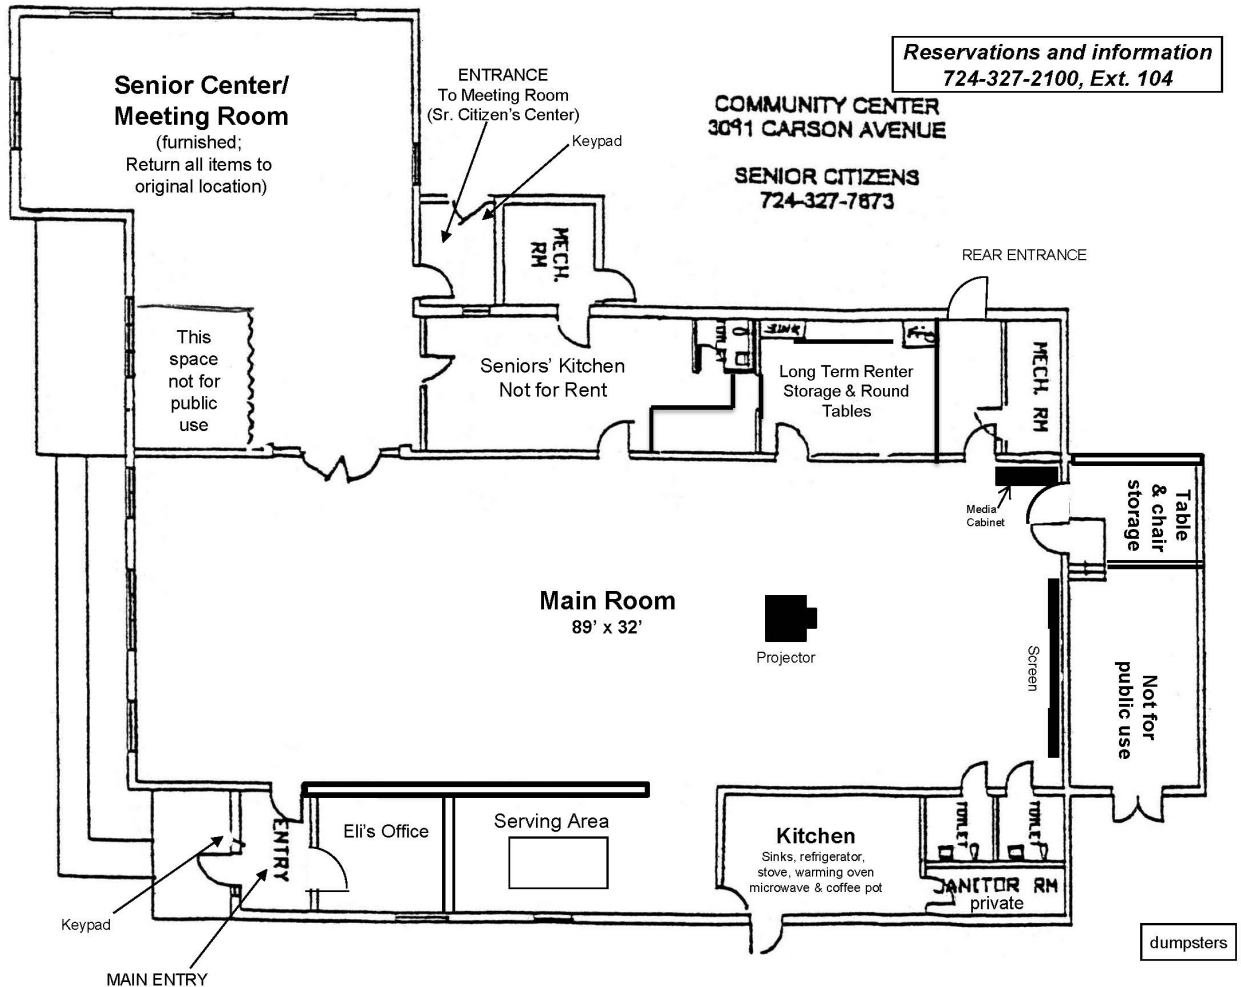 Reservations and information
724-327-2100, Ext. 104
COMMUNITY CENTER
3091 CARSON AVENUE
SENIOR CITIZENS
724-327-7873
Senior Center/
Meeting Room
(furnished;
Return all items to
original location)
ENTRANCE
To Meeting Room
(Sr. Citizen's Center)
Keypad
MECH.
RM
REAR ENTRANCE
This
space
not for
public
use
Seniors' Kitchen
Not for Rent
TOILET
Long Term Renter
Storage & Round
Tables
MECH. RM
Media
Cabinet
Table
& chair
storage
Main Room
89' x 32'
Projector
Screen
Not for
public use
ENTRY
Eli's Office
Serving Area
Kitchen
Sinks, refrigerator,
stove, warming oven
microwave & coffee pot
TOILET
TOILET
JANITOR RM
private
Keypad
MAIN ENTRY
dumpsters